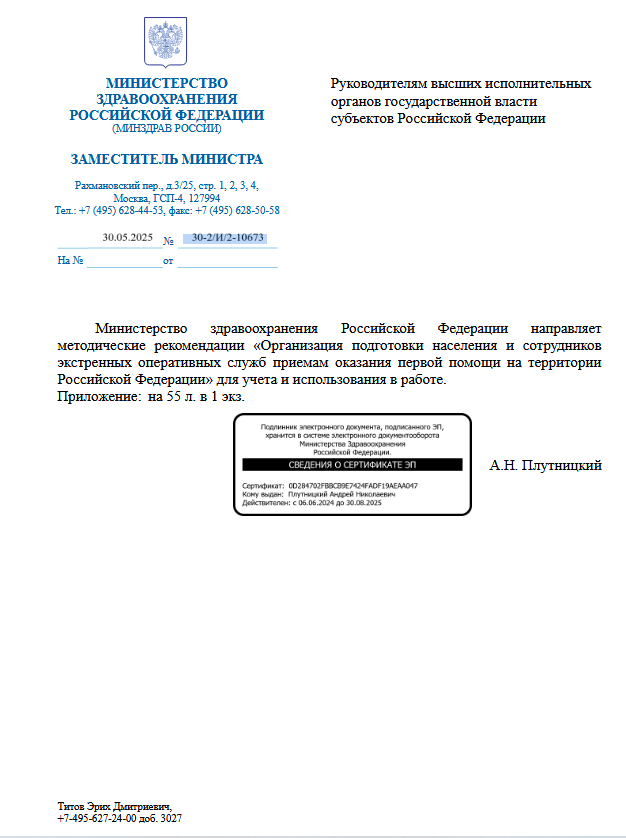 МИНИСТЕРСТВО
ЗДРАВООХРАНЕНИЯ
РОССИЙСКОЙ ФЕДЕРАЦИИ
(МИНЗДРАВ РОССИИ)
ЗАМЕСТИТЕЛЬ МИНИСТРА
Рахмановский пер., д.3/25, стр. 1, 2, 3, 4,
Москва, ГСП-4, 127994
Тел.: +7 (495) 628-44-53, факс: +7 (495) 628-50-58
30.05.2025 № 30-2/И/2-10673
На № ____________ от ____________
Руководителям высших исполнительных
органов государственной власти
субъектов Российской Федерации
Министерство здравоохранения Российской Федерации направляет
методические рекомендации «Организация подготовки населения и сотрудников
экстренных оперативных служб приемам оказания первой помощи на территории
Российской Федерации» для учета и использования в работе.
Приложение: на 55 л. в 1 экз.
Подлинник электронного документа, подписанного ЭП,
хранится в системе электронного документооборота
Министерства Здравоохранения
Российской Федерации.
СВЕДЕНИЯ О СЕРТИФИКАТЕ ЭП
Сертификат: 0D284702FBBCB9E7424FADF19AEAA047
Кому выдан: Плутницкий Андрей Николаевич
Действителен: с 06.06.2024 до 30.08.2025
А.Н. Плутницкий
Титов Эрих Дмитриевич,
+7-495-627-24-00 доб. 3027